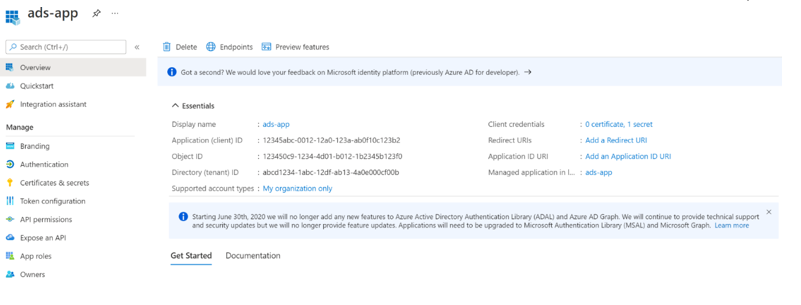 ads-app
Search (Ctrl+/)
Overview
Quickstart
Integration assistant
Manage
Branding
Authentication
Certificates & secrets
Token configuration
API permissions
Expose an API
App roles
Owners
Delete Endpoints Preview features
Got a second? We would love your feedback on Microsoft identity platform (previously Azure AD for developer). →
Essentials
Display name : ads-app
Application (client) ID : 12345abc-0012-12a0-123a-ab0f10c123b2
Object ID : 123450c9-1234-4d01-b012-1b2345b123f0
Directory (tenant) ID : abcd1234-1abc-12df-ab13-4a0e000cf00b
Supported account types : My organization only
Client credentials : 0 certificate, 1 secret
Redirect URIs : Add a Redirect URI
Application ID URI : Add an Application ID URI
Managed application in l... : ads-app
Starting June 30th, 2020 we will no longer add any new features to Azure Active Directory Authentication Library (ADAL) and Azure AD Graph. We will continue to provide technical support
and security updates but we will no longer provide feature updates. Applications will need to be upgraded to Microsoft Authentication Library (MSAL) and Microsoft Graph. Learn more
Get Started Documentation